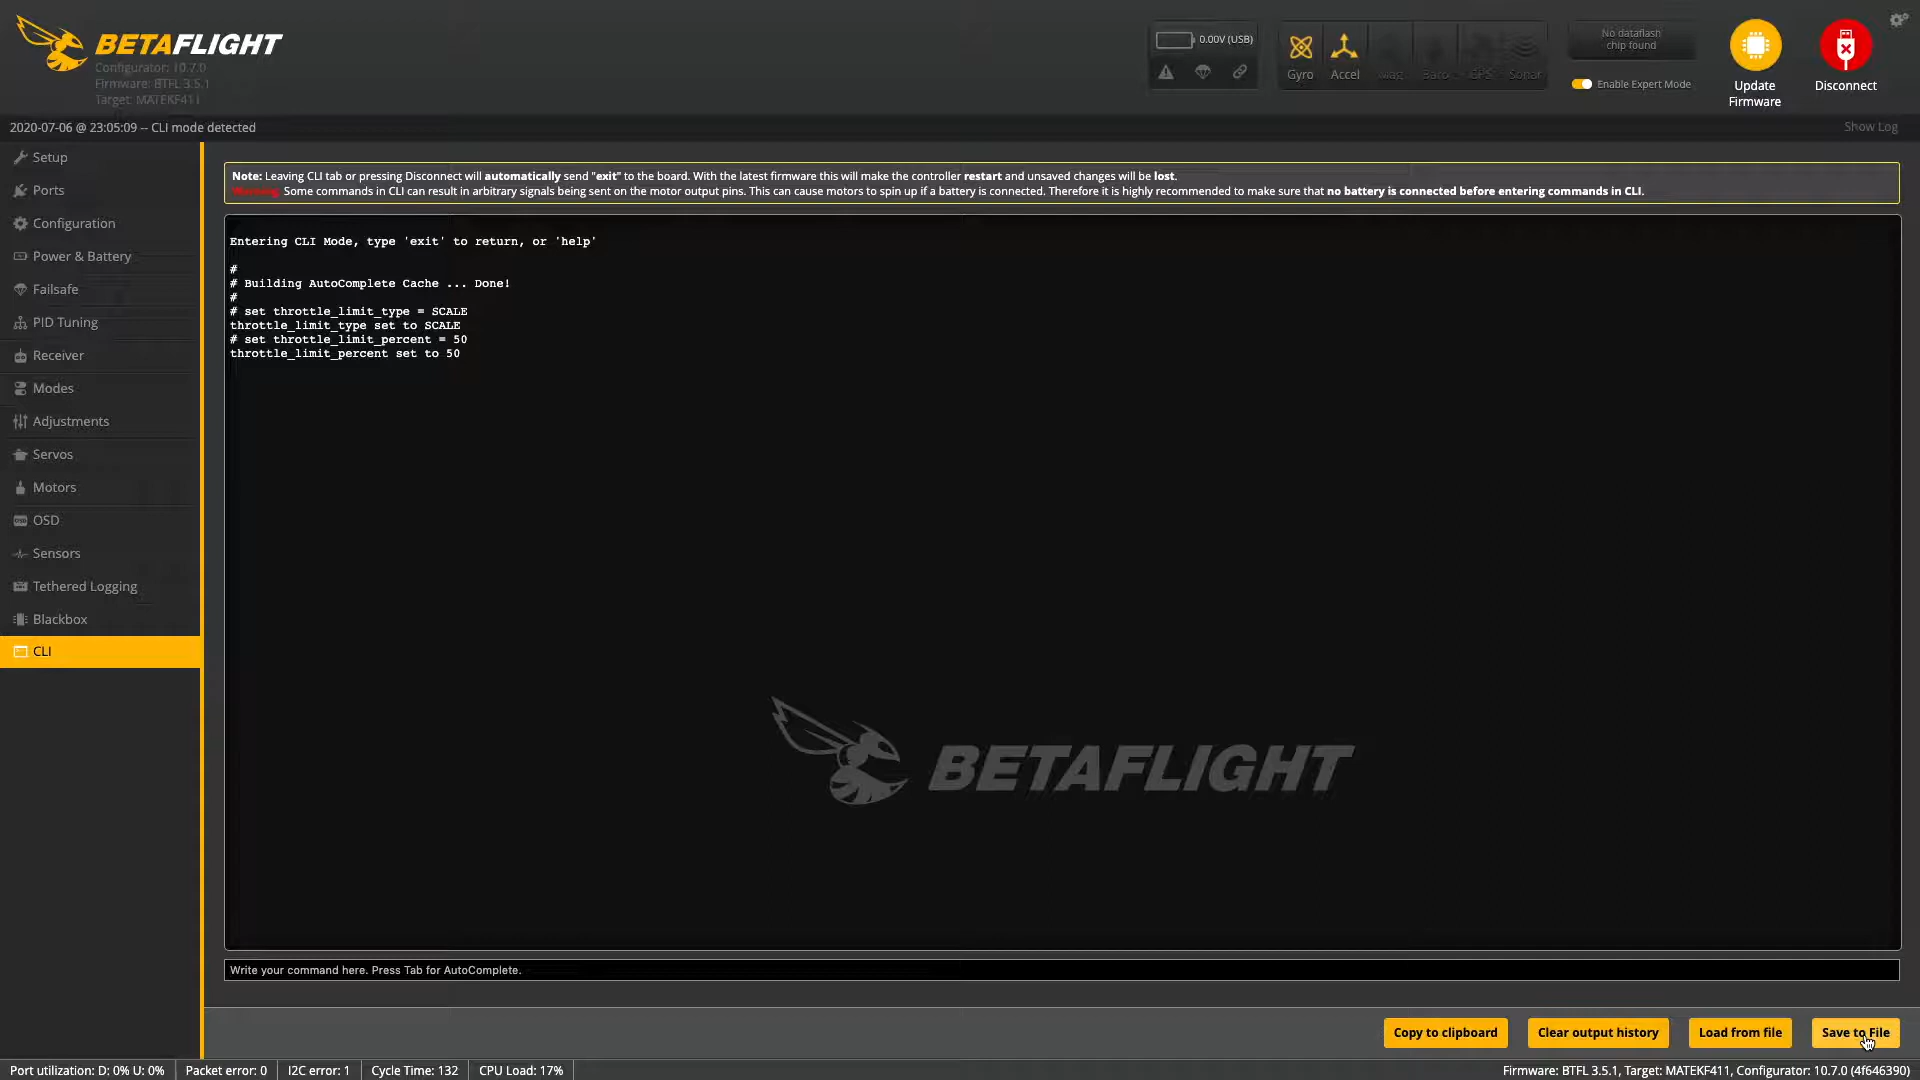 BETAFLIGHT
Configurator: 10.7.0
Firmware: BTFL 3.5.1
Target: MATEKF411
0.00V (USB)
Gyro
Accel
Mag
Baro
GPS
Sonar
No dataflash
chip found
Enable Expert Mode
Update
Firmware
Disconnect
2020-07-06 @ 23:05:09 -- CLI mode detected
Show Log
Setup
Ports
Configuration
Power & Battery
Failsafe
PID Tuning
Receiver
Modes
Adjustments
Servos
Motors
OSD
Sensors
Tethered Logging
Blackbox
CLI
Note: Leaving CLI tab or pressing Disconnect will automatically send "exit" to the board. With the latest firmware this will make the controller restart and unsaved changes will be lost.
Warning: Some commands in CLI can result in arbitrary signals being sent on the motor output pins. This can cause motors to spin up if a battery is connected. Therefore it is highly recommended to make sure that no battery is connected before entering commands in CLI.
Entering CLI Mode, type 'exit' to return, or 'help'
#
# Building AutoComplete Cache ... Done!
#
# set throttle_limit_type = SCALE
throttle_limit_type set to SCALE
# set throttle_limit_percent = 50
throttle_limit_percent set to 50
BETAFLIGHT
Write your command here. Press Tab for AutoComplete.
Copy to clipboard
Clear output history
Load from file
Save to File
Port utilization: D: 0% U: 0%
Packet error: 0
I2C error: 1
Cycle Time: 132
CPU Load: 17%
Firmware: BTFL 3.5.1, Target: MATEKF411, Configurator: 10.7.0 (4f646390)